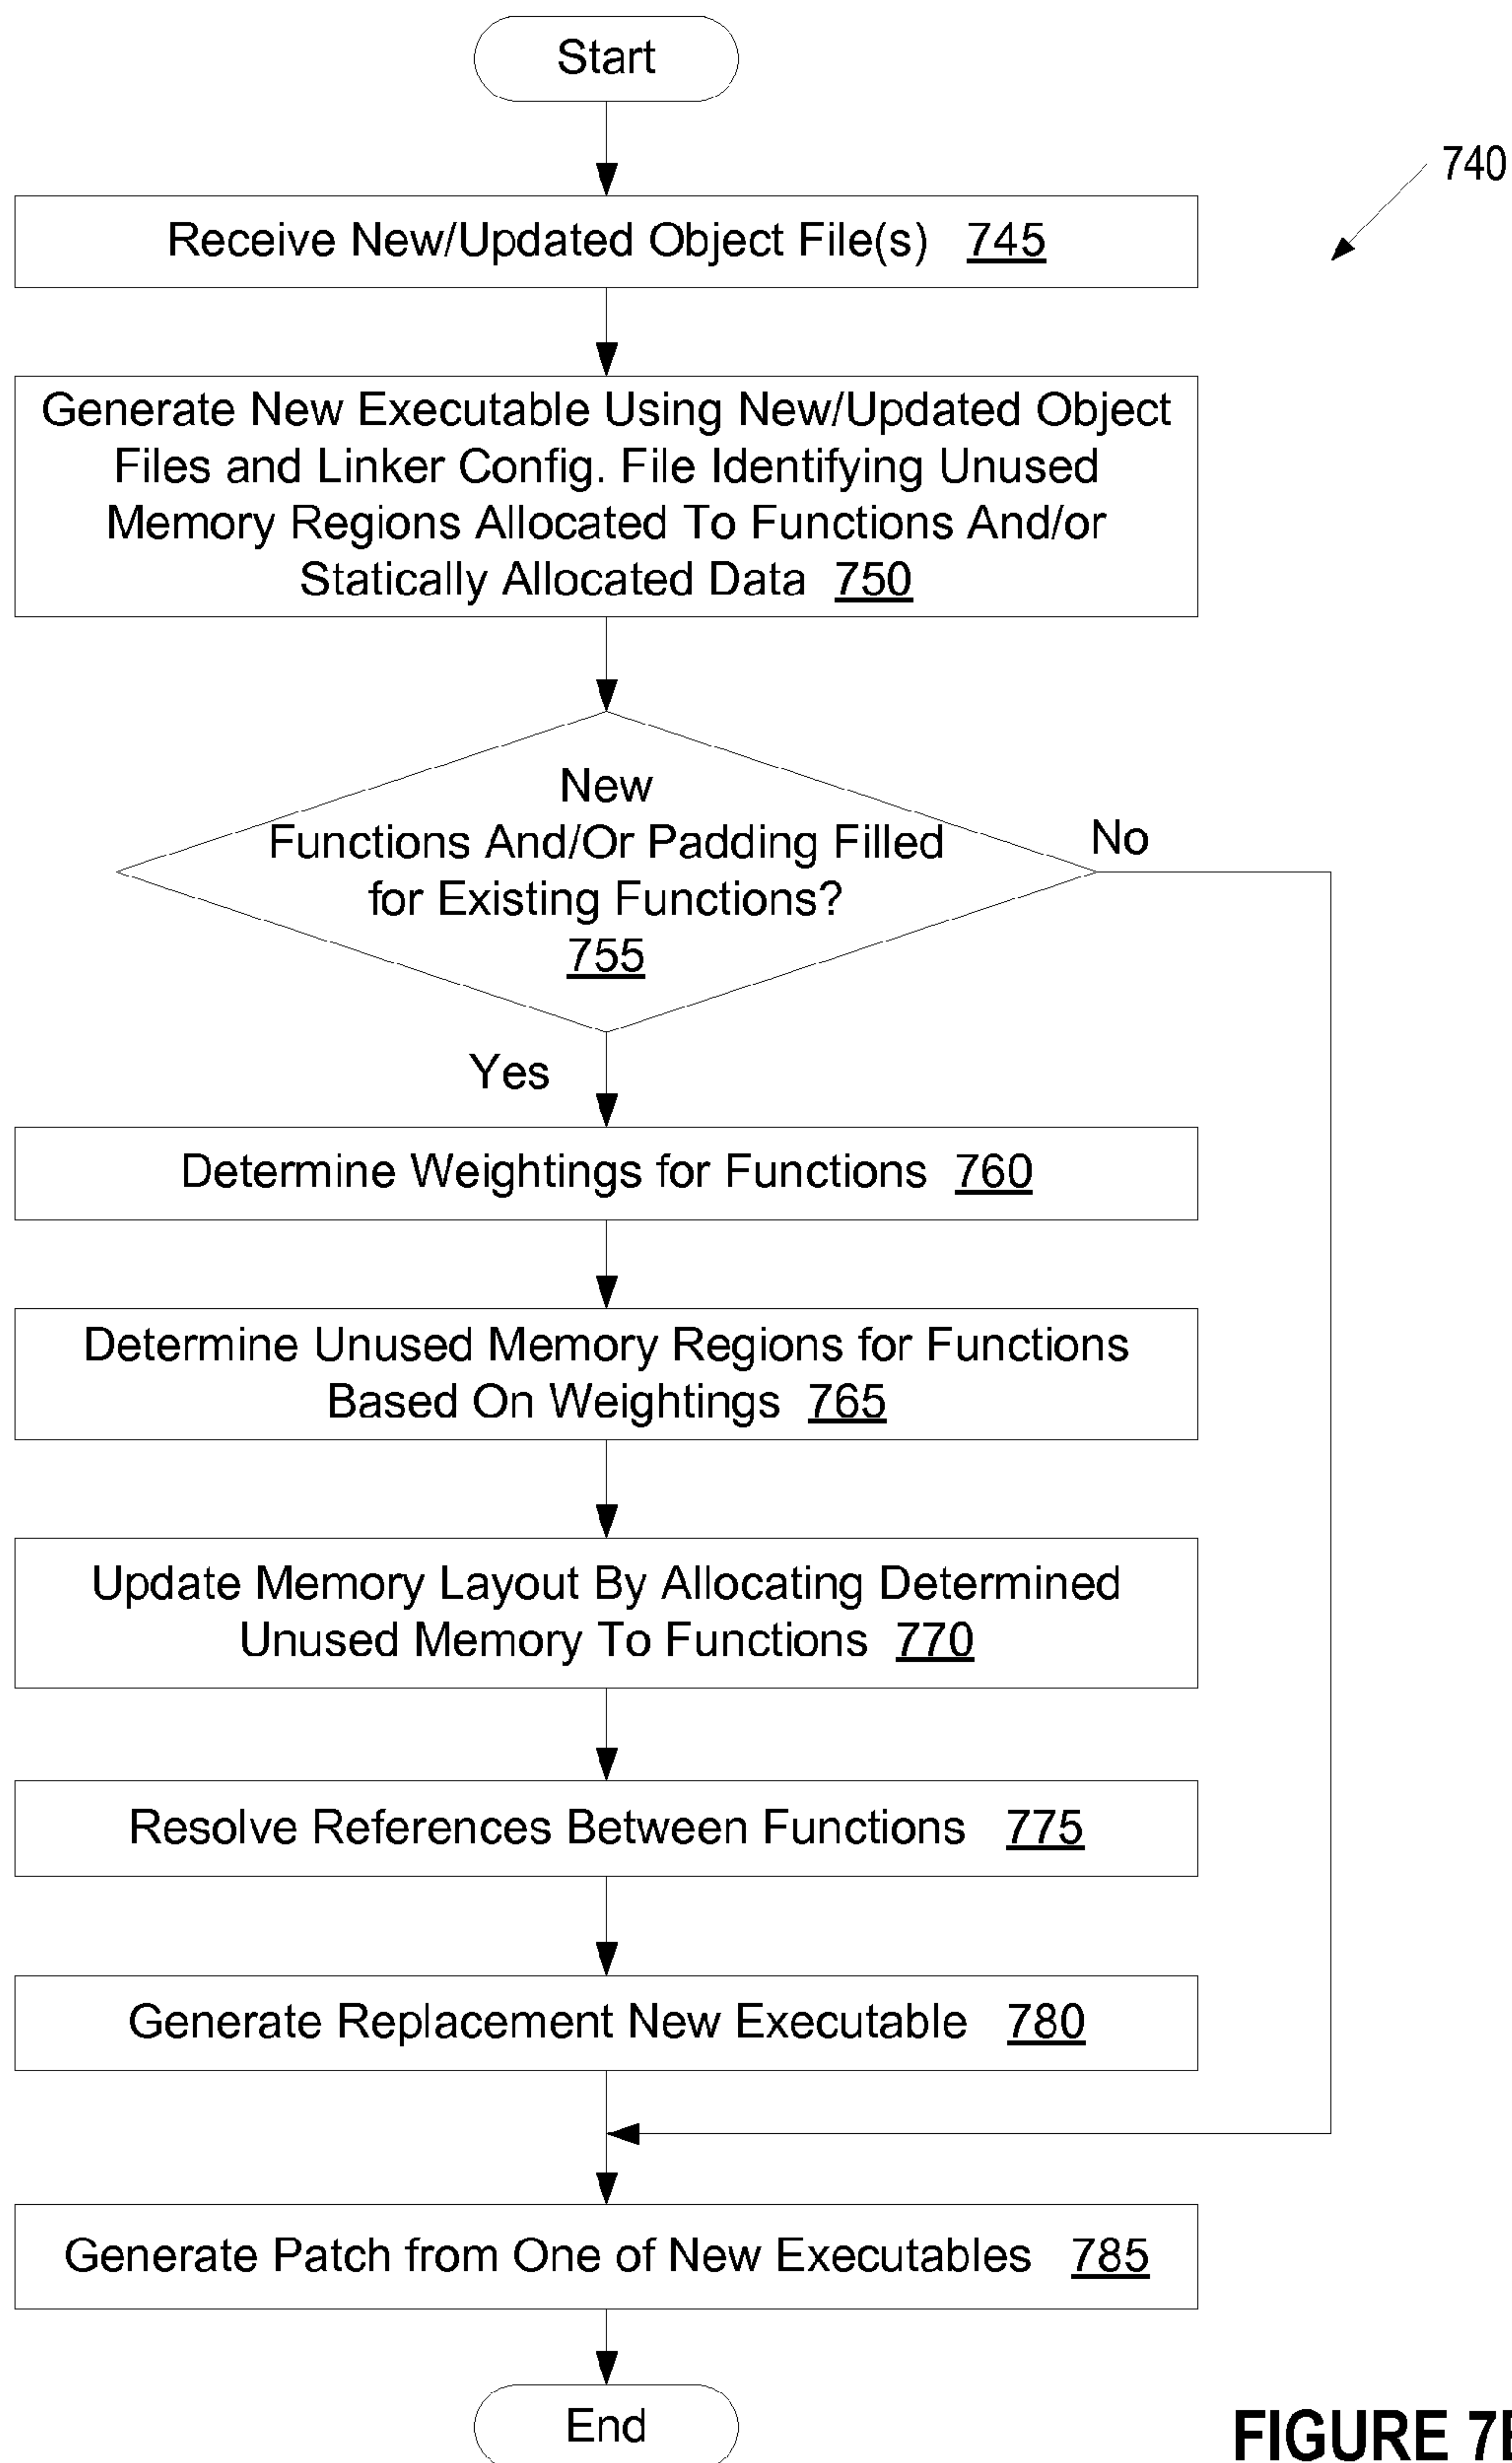 Start
740
Receive New/Updated Object File(s) 745
Generate New Executable Using New/Updated Object
Files and Linker Config. File Identifying Unused
Memory Regions Allocated To Functions And/or
Statically Allocated Data 750
New
Functions And/Or Padding Filled
for Existing Functions?
755
No
Yes
Determine Weightings for Functions 760
Determine Unused Memory Regions for Functions
Based On Weightings 765
Update Memory Layout By Allocating Determined
Unused Memory To Functions 770
Resolve References Between Functions 775
Generate Replacement New Executable 780
Generate Patch from One of New Executables 785
End
FIGURE